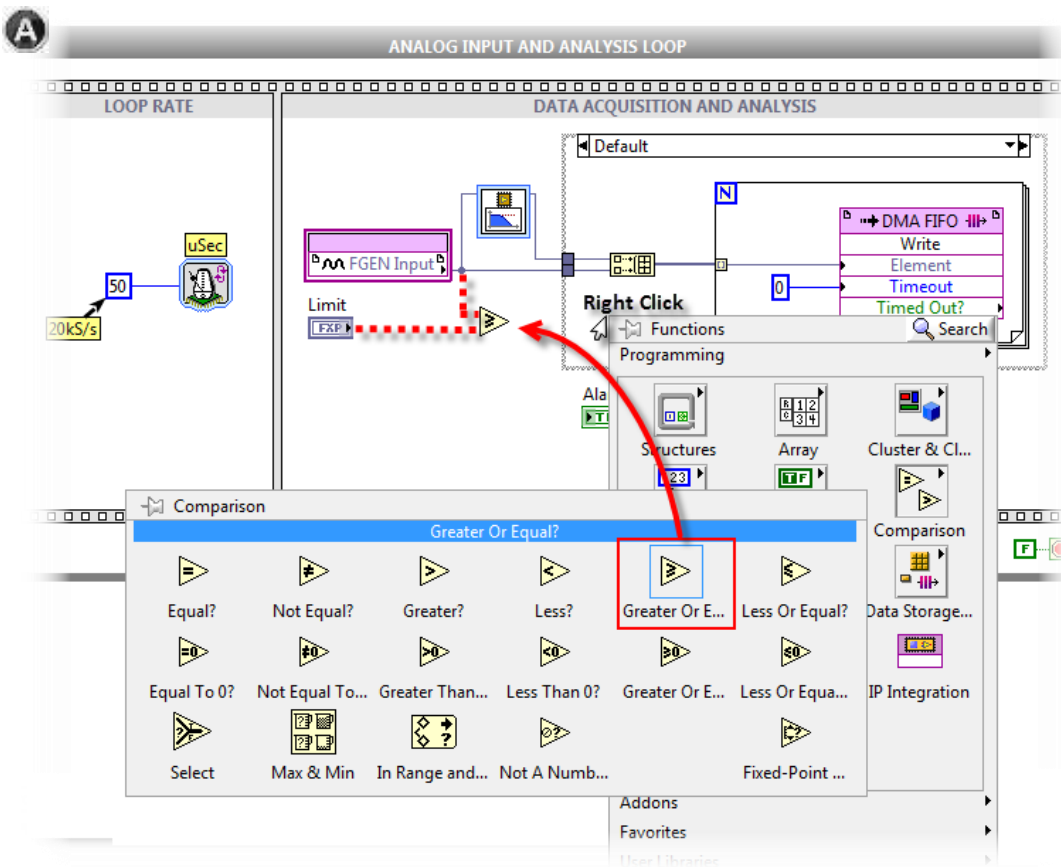 A
ANALOG INPUT AND ANALYSIS LOOP
LOOP RATE
DATA ACQUISITION AND ANALYSIS
Default
N
DMA FIFO
Write
Element
Timeout
Timed Out?
uSec
50
20kS/s
FGEN Input
0
Limit
FXP
Right Click
Functions
Search
Programming
Structures
Array
Cluster & Cl...
Comparison
Data Storage...
IP Integration
Addons
Favorites
User Libraries
Ala
F
Comparison
Greater Or Equal?
Equal?
Not Equal?
Greater?
Less?
Greater Or E...
Less Or Equal?
Equal To 0?
Not Equal To...
Greater Than...
Less Than 0?
Greater Or E...
Less Or Equa...
Select
Max & Min
In Range and...
Not A Numb...
Fixed-Point ...